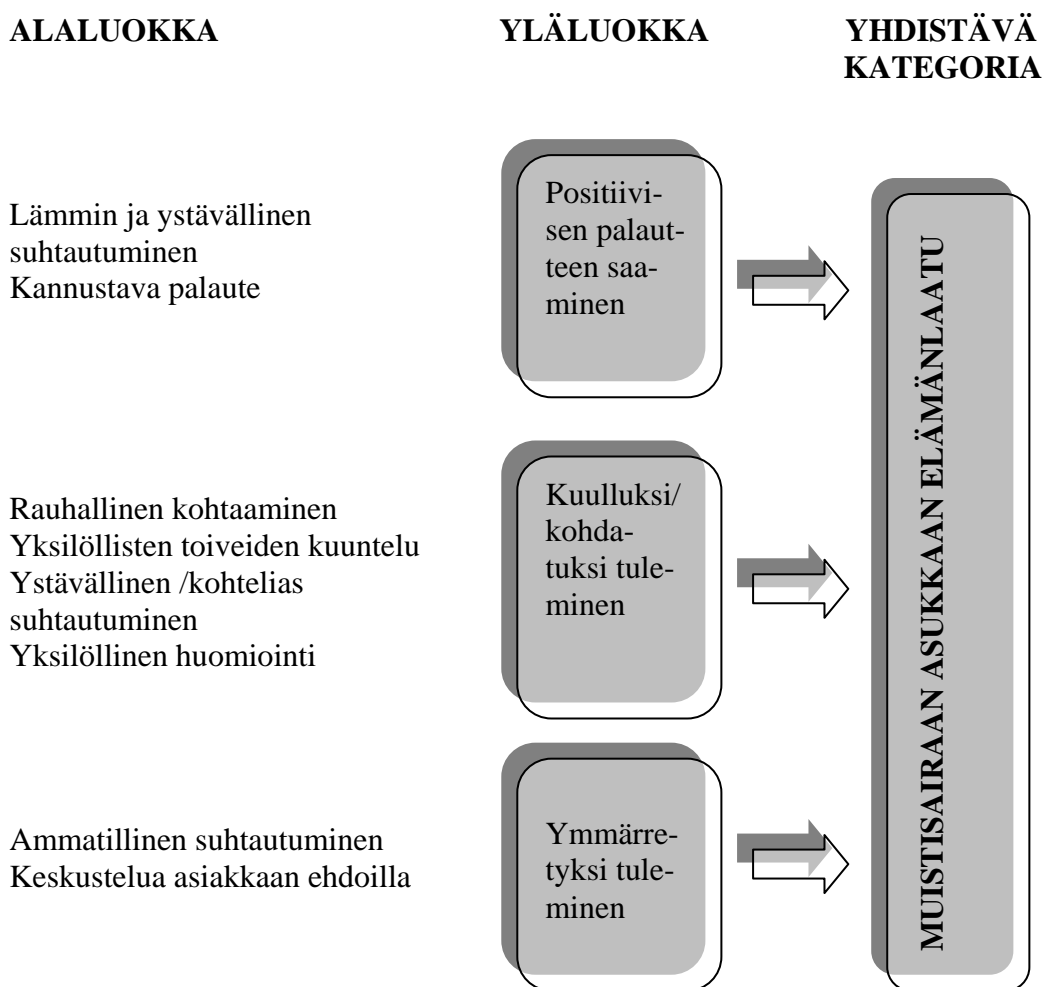 ALALUOKKA
YLÄLUOKKA
YHDISTÄVÄ
KATEGORIA
Lämmin ja ystävällinen
suhtautuminen
Kannustava palaute
Positiivi-
sen palaut-
teen saa-
minen
Rauhallinen kohtaaminen
Yksilöllisten toiveiden kuuntelu
Ystävällinen /kohtelias
suhtautuminen
Yksilöllinen huomiointi
Kuulluksi/
kohda-
tuksi tule-
minen
Ammatillinen suhtautuminen
Keskustelua asiakkaan ehdoilla
Ymmärre-
tyksi tule-
minen
MUISTISAIRAAN ASUKKAAN ELÄMÄNLAATU